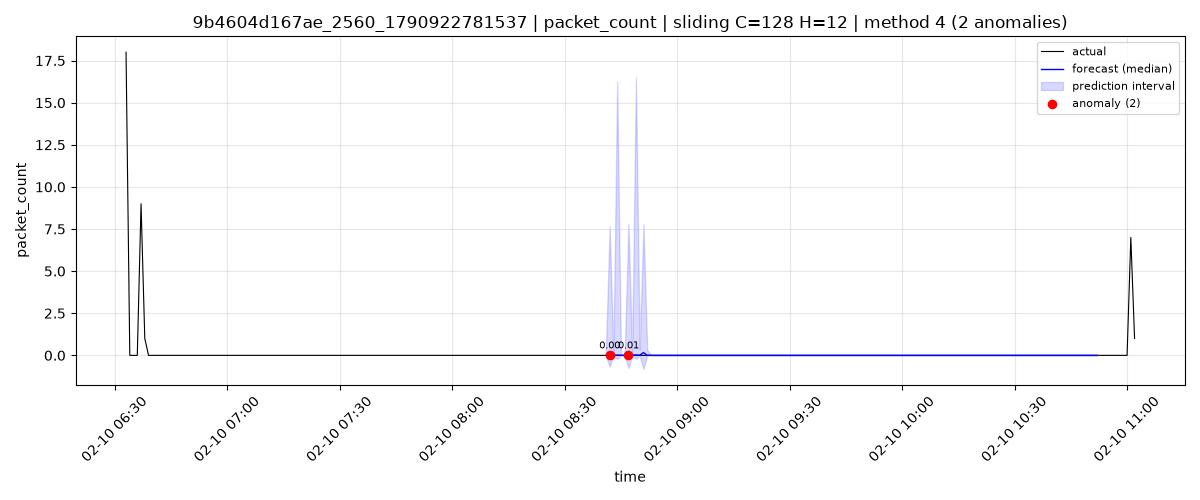 9b4604d167ae_2560_1790922781537 | packet_count | sliding C=128 H=12 | method 4 (2 anomalies)
actual
forecast (median)
prediction interval
anomaly (2)
packet_count
17.5
15.0
12.5
10.0
7.5
5.0
2.5
0.0
0.00
0.01
02-10 06:30
02-10 07:00
02-10 07:30
02-10 08:00
02-10 08:30
02-10 09:00
02-10 09:30
02-10 10:00
02-10 10:30
02-10 11:00
time